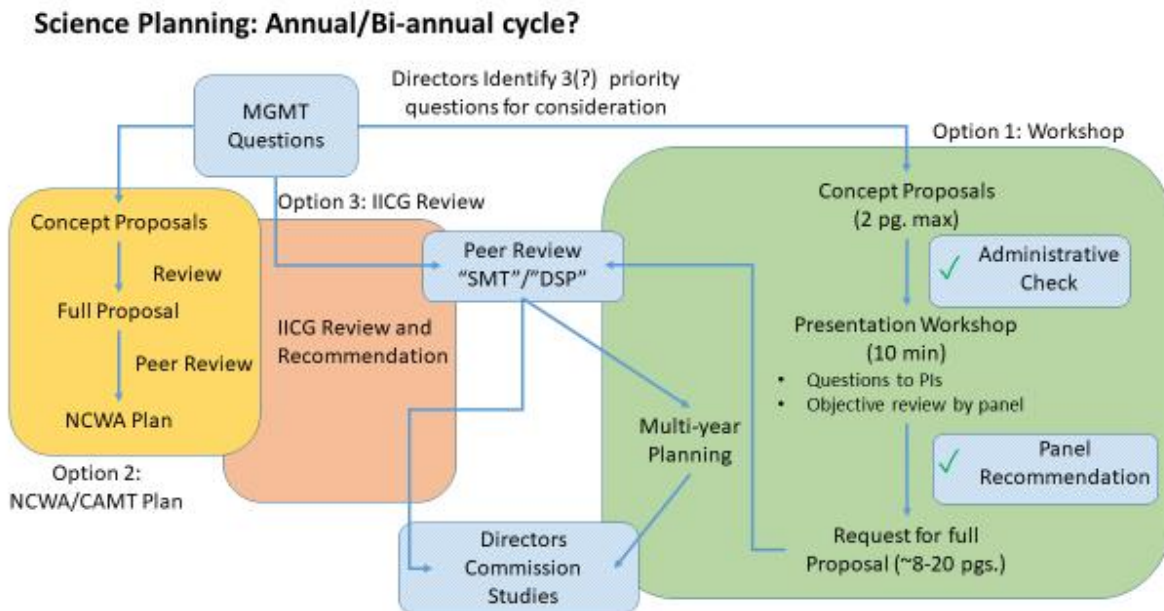 Science Planning: Annual/Bi-annual cycle?
Directors Identify 3(?) priority
questions for consideration
MGMT
Questions
Option 1: Workshop
Concept Proposals
Review
Full Proposal
Peer Review
NCWA Plan
Option 2:
NCWA/CAMT Plan
Option 3: IICG Review
IICG Review and
Recommendation
Peer Review
“SMT”/”DSP”
Multi-year
Planning
Directors
Commission
Studies
Concept Proposals
(2 pg. max)
✓ Administrative
Check
Presentation Workshop
(10 min)
• Questions to PIs
• Objective review by panel
✓ Panel
Recommendation
Request for full
Proposal (~8-20 pgs.)